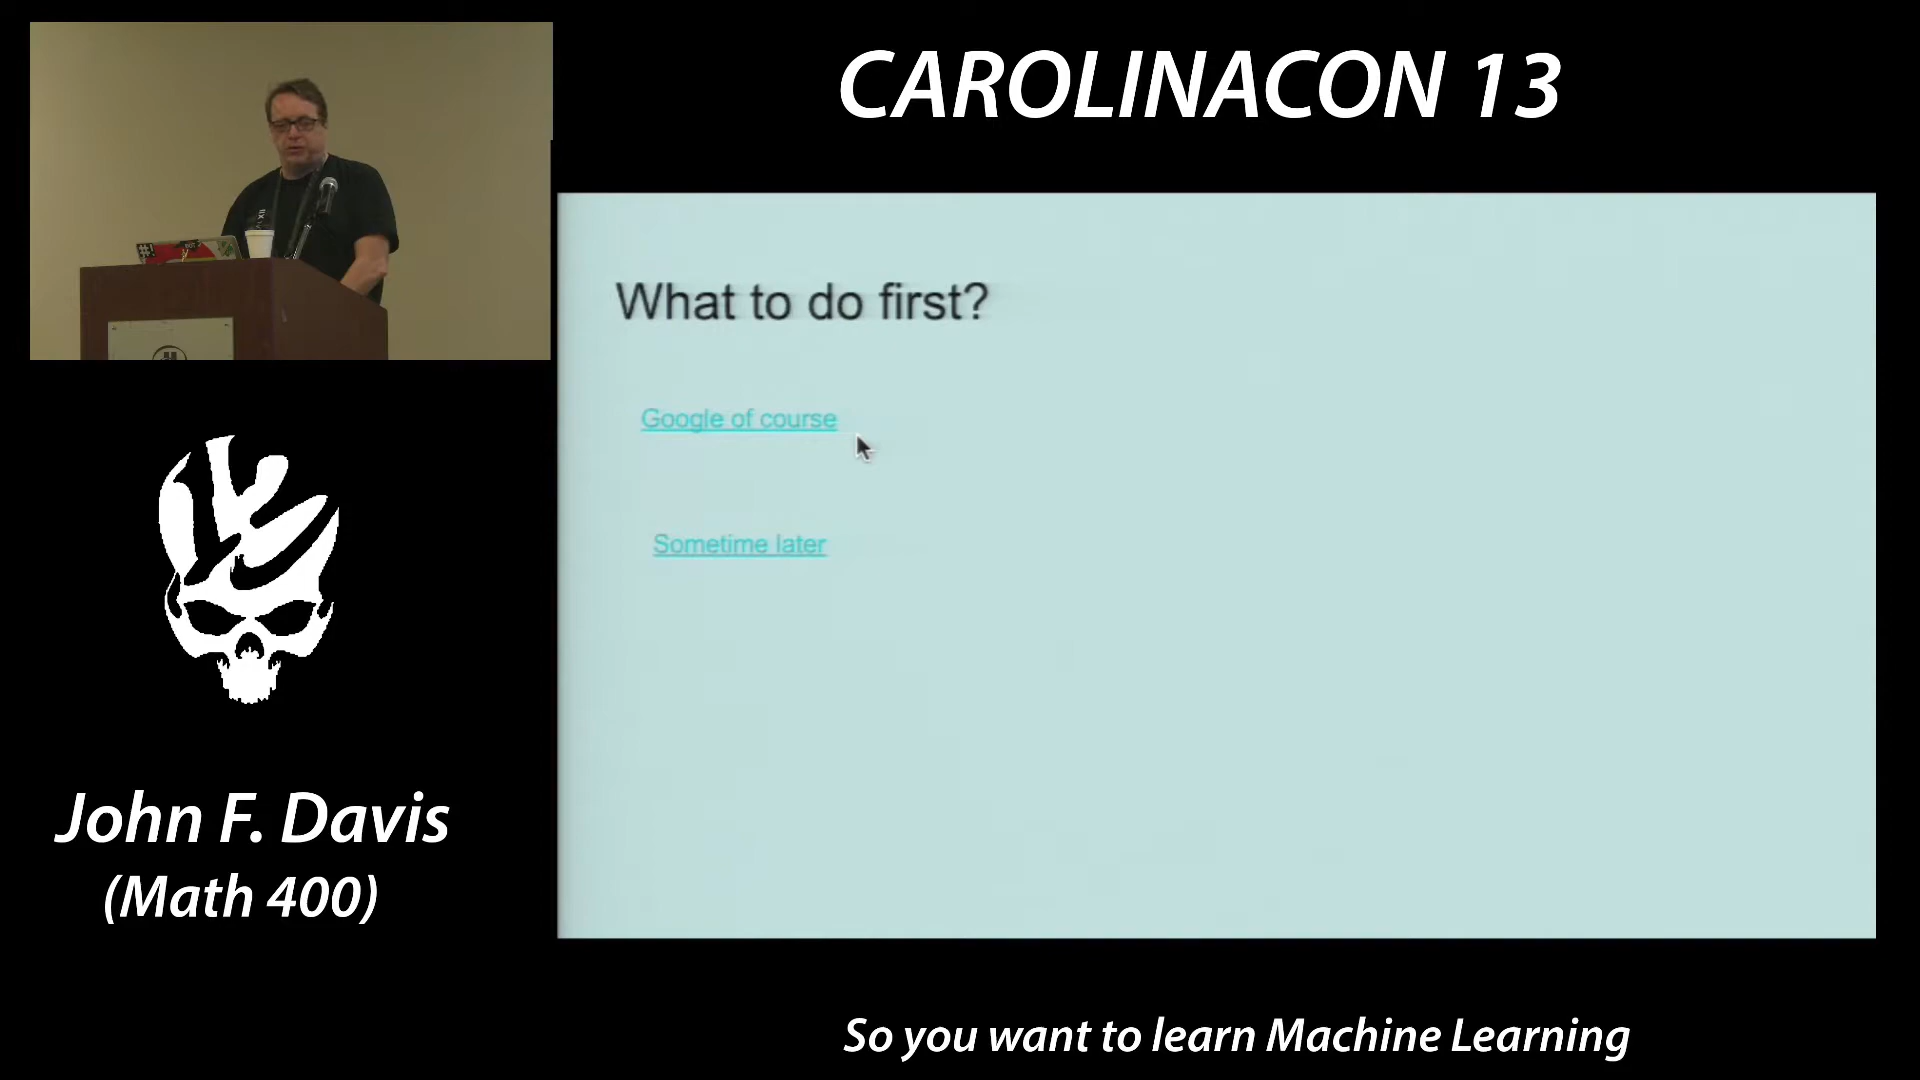 CAROLINACON 13
What to do first?
Google of course
Sometime later
John F. Davis
(Math 400)
So you want to learn Machine Learning